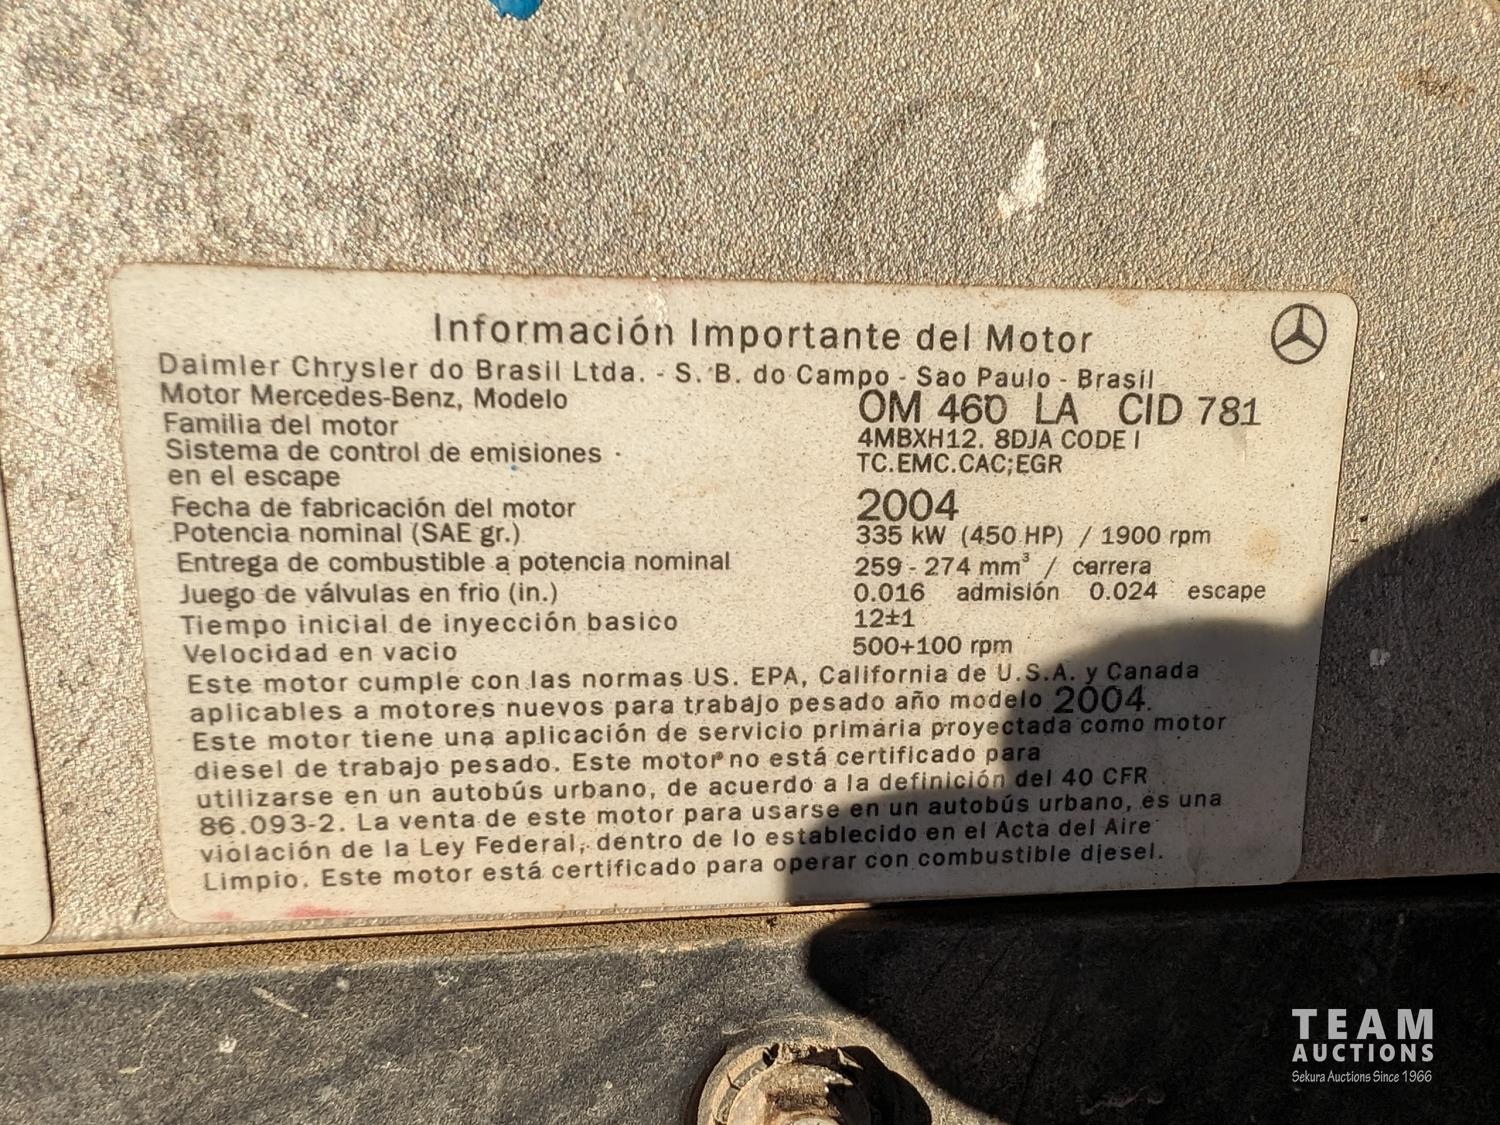 Información Importante del Motor
Daimler Chrysler do Brasil Ltda. - S. B. do Campo - Sao Paulo - Brasil
Motor Mercedes-Benz, Modelo OM 460 LA CID 781
Familia del motor 4MBXH12. 8DJA CODE I
Sistema de control de emisiones TC.EMC.CAC;EGR
en el escape
Fecha de fabricación del motor 2004
Potencia nominal (SAE gr.) 335 kW (450 HP) / 1900 rpm
Entrega de combustible a potencia nominal 259 - 274 mm³ / carrera
Juego de válvulas en frio (in.) 0.016 admisión 0.024 escape
Tiempo inicial de inyección basico 12±1
Velocidad en vacio 500+100 rpm
Este motor cumple con las normas US. EPA, California de U.S.A. y Canada
aplicables a motores nuevos para trabajo pesado año modelo 2004.
Este motor tiene una aplicación de servicio primaria proyectada como motor
diesel de trabajo pesado. Este motor no está certificado para
utilizarse en un autobús urbano, de acuerdo a la definición del 40 CFR
86.093-2. La venta de este motor para usarse en un autobús urbano, es una
violación de la Ley Federal, dentro de lo establecido en el Acta del Aire
Limpio. Este motor está certificado para operar con combustible diesel.
TEAM
AUCTIONS
Sekura Auctions Since 1966